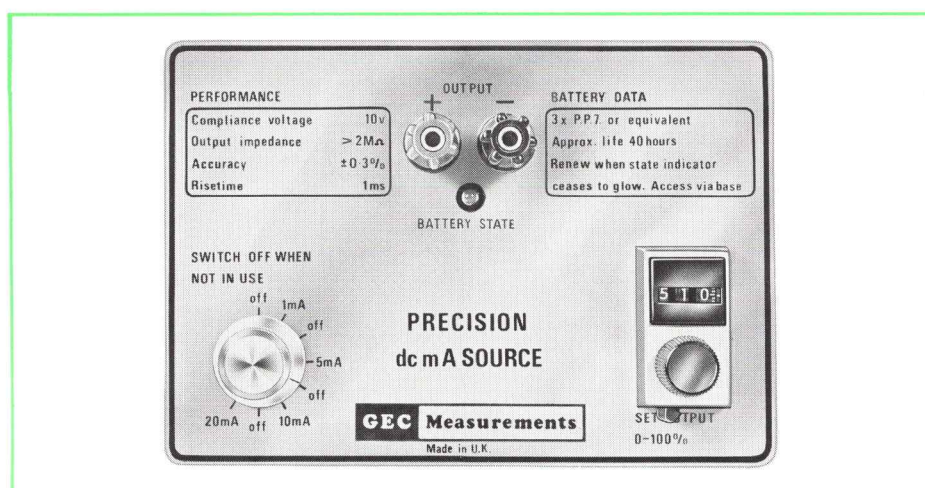 OUTPUT
+ −
PERFORMANCE
Compliance voltage 10v
Output impedance > 2MΩ
Accuracy ±0·3%
Risetime 1ms
BATTERY DATA
3 x P.P.7. or equivalent
Approx. life 40 hours
Renew when state indicator
ceases to glow. Access via base
BATTERY STATE
SWITCH OFF WHEN
NOT IN USE
off 1mA
off
5mA
off
20mA off 10mA
PRECISION
dc mA SOURCE
GEC Measurements
Made in U.K.
5 1 0
SET TPUT
0-100%